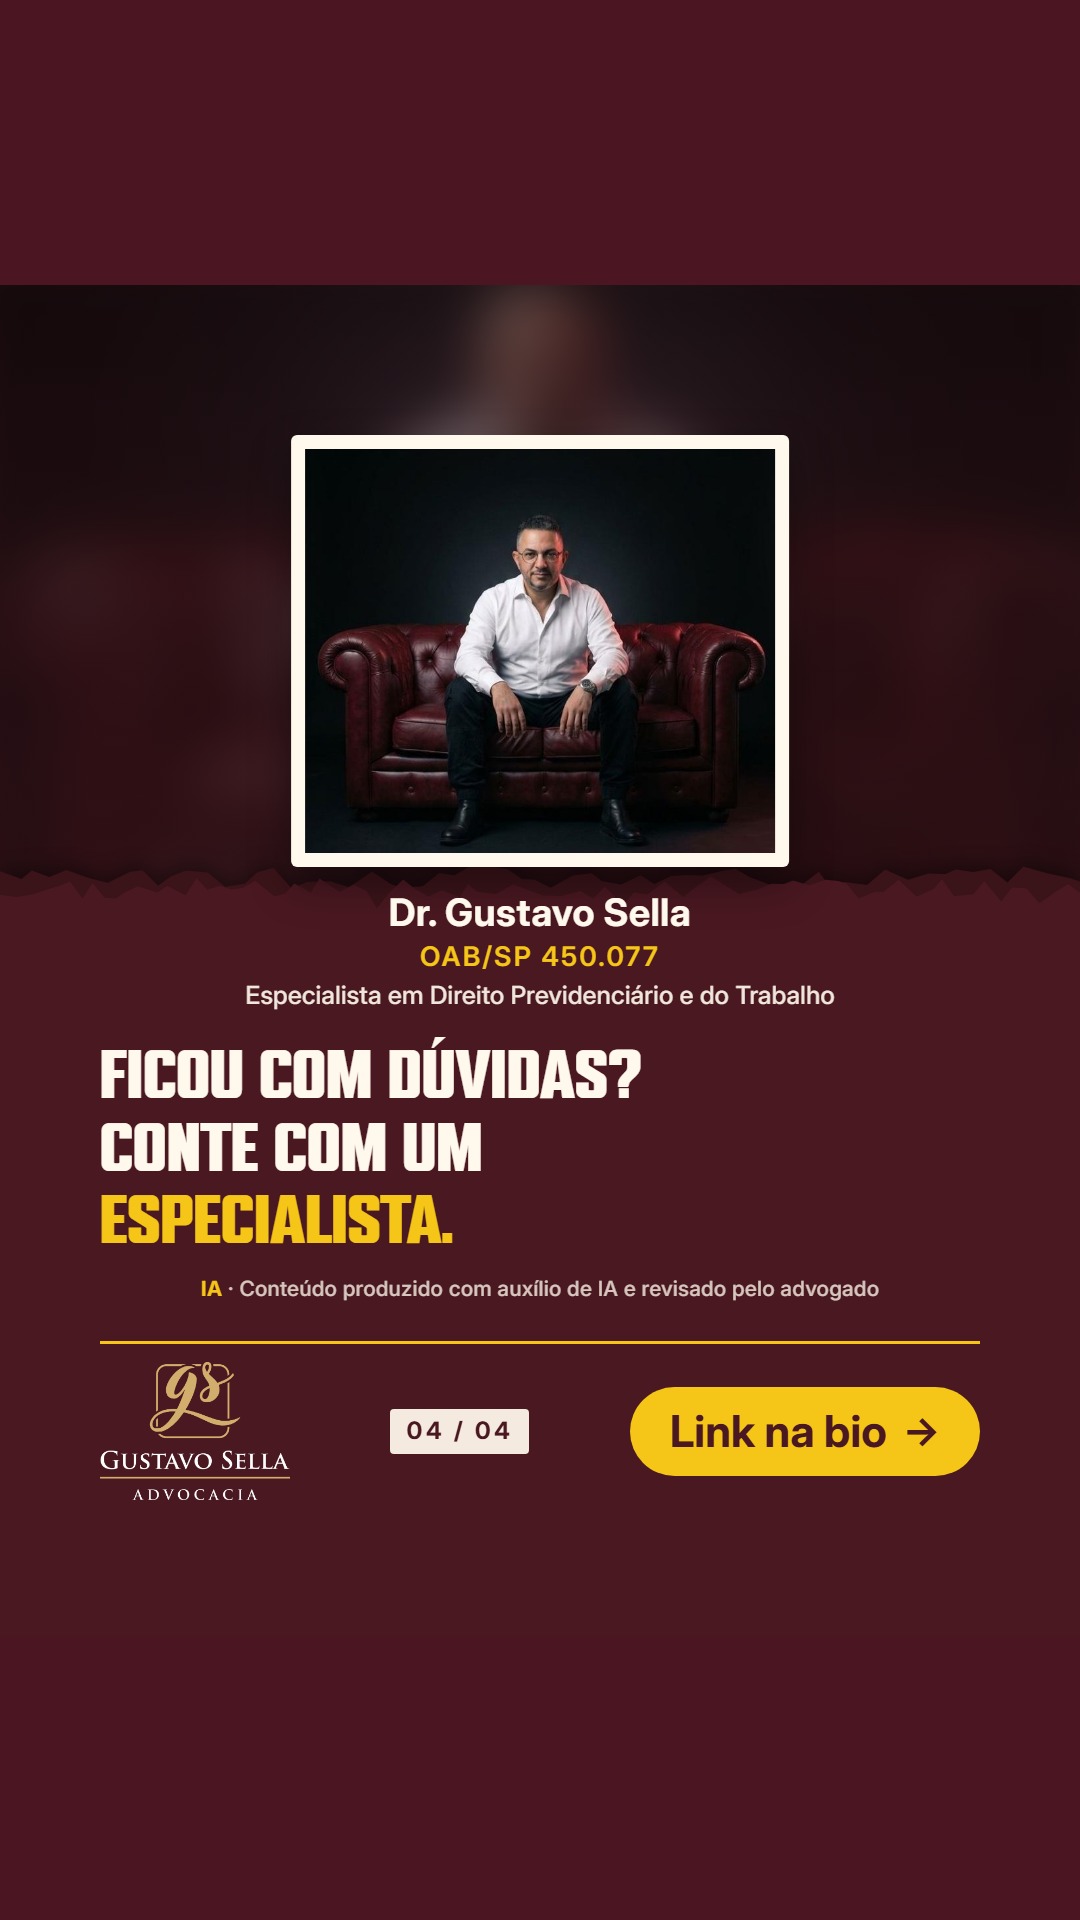 Dr. Gustavo Sella
OAB/SP 450.077
Especialista em Direito Previdenciário e do Trabalho
FICOU COM DÚVIDAS?
CONTE COM UM
ESPECIALISTA.
IA · Conteúdo produzido com auxílio de IA e revisado pelo advogado
gs
GUSTAVO SELLA
ADVOCACIA
04 / 04
Link na bio →